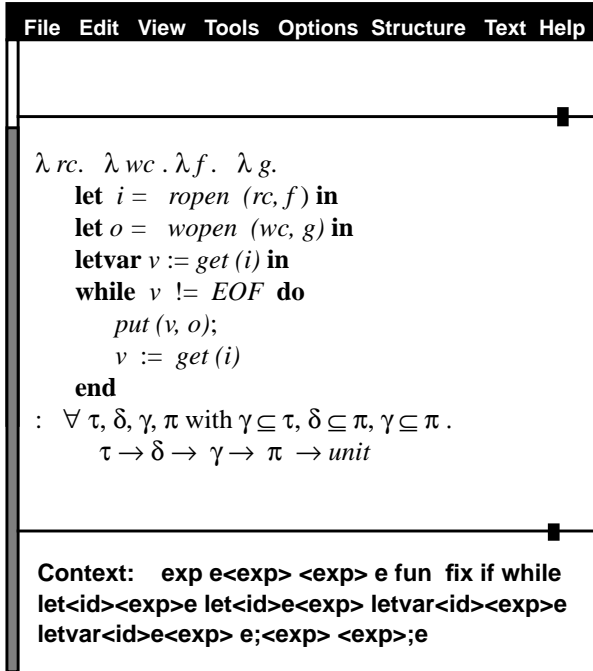 File Edit View Tools Options Structure Text Help
λ rc. λ wc . λ f . λ g.
let i = ropen (rc, f ) in
let o = wopen (wc, g) in
letvar v := get (i) in
while v != EOF do
put (v, o);
v := get (i)
end
: ∀ τ, δ, γ, π with γ ⊆ τ, δ ⊆ π, γ ⊆ π .
τ → δ → γ → π → unit
Context: exp e<exp> <exp> e fun fix if while
let<id><exp>e let<id>e<exp> letvar<id><exp>e
letvar<id>e<exp> e;<exp> <exp>;e